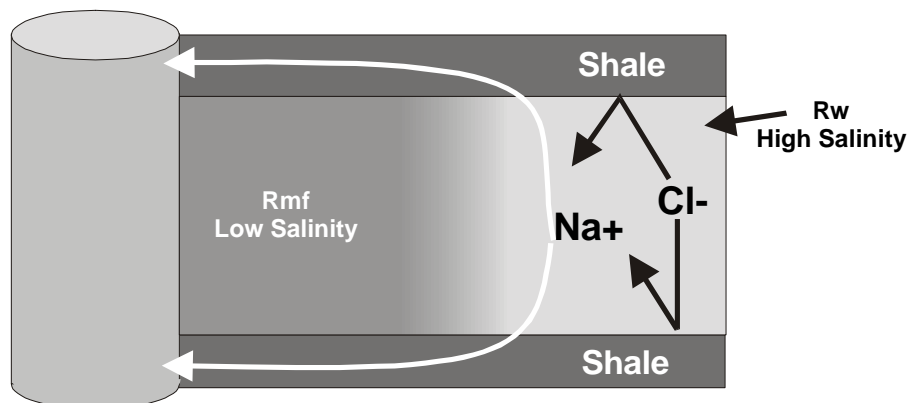 Shale
Rw
High Salinity
Rmf
Low Salinity
Cl-
Na+
Shale